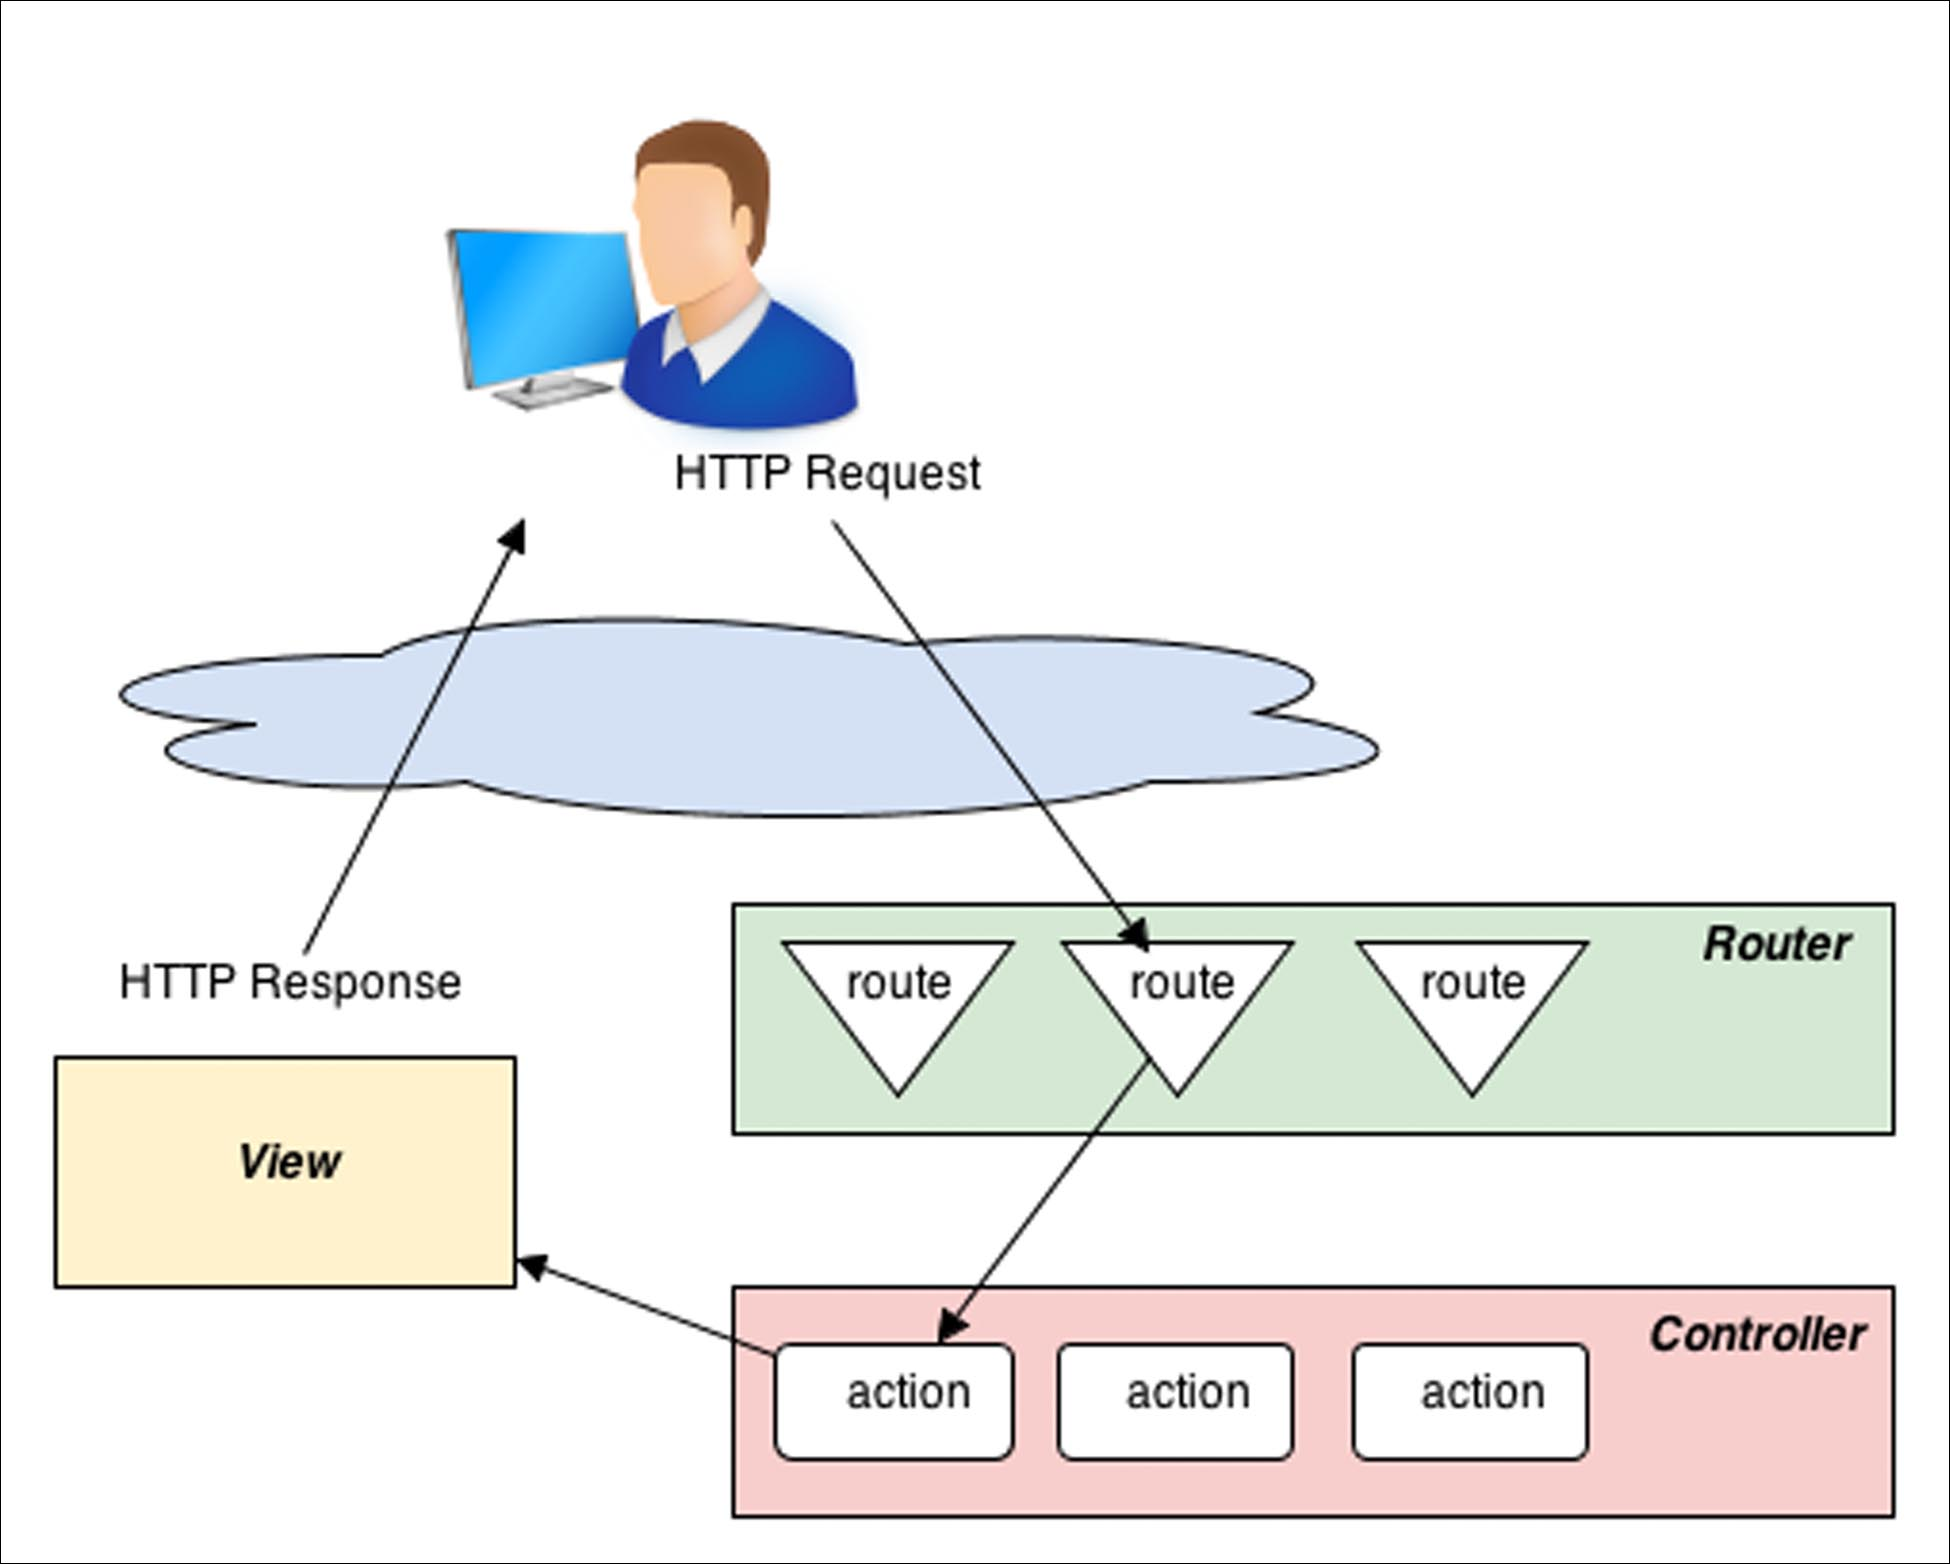 HTTP Request
HTTP Response
Router
route
route
route
View
Controller
action
action
action